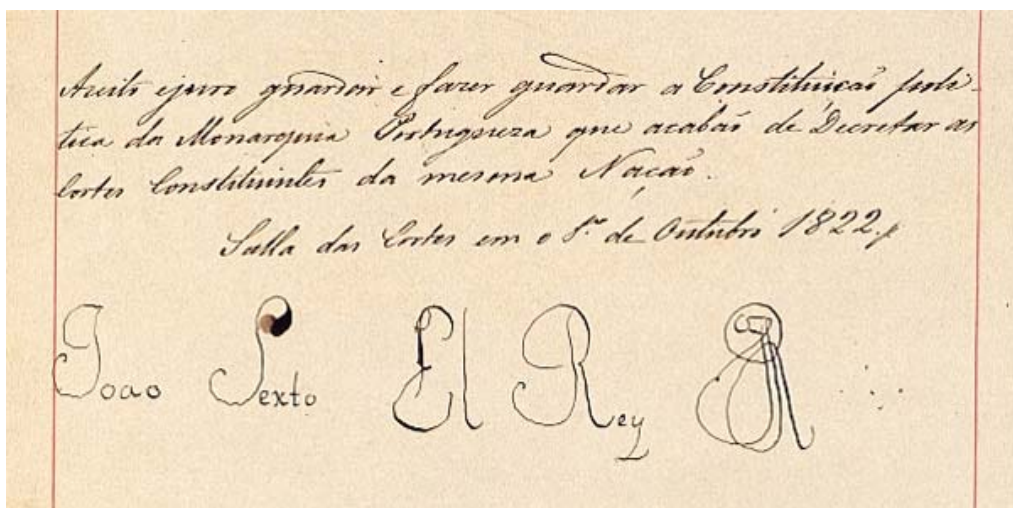 Aceito e juro guardar e fazer guardar a Constituição poli-
tica da Monarquia Portugueza que acabão de Decretar as
Cortes Constituintes da mesma Nação.
Salla das Cortes em o 1.º de Outubro 1822.
João Sexto El Rey